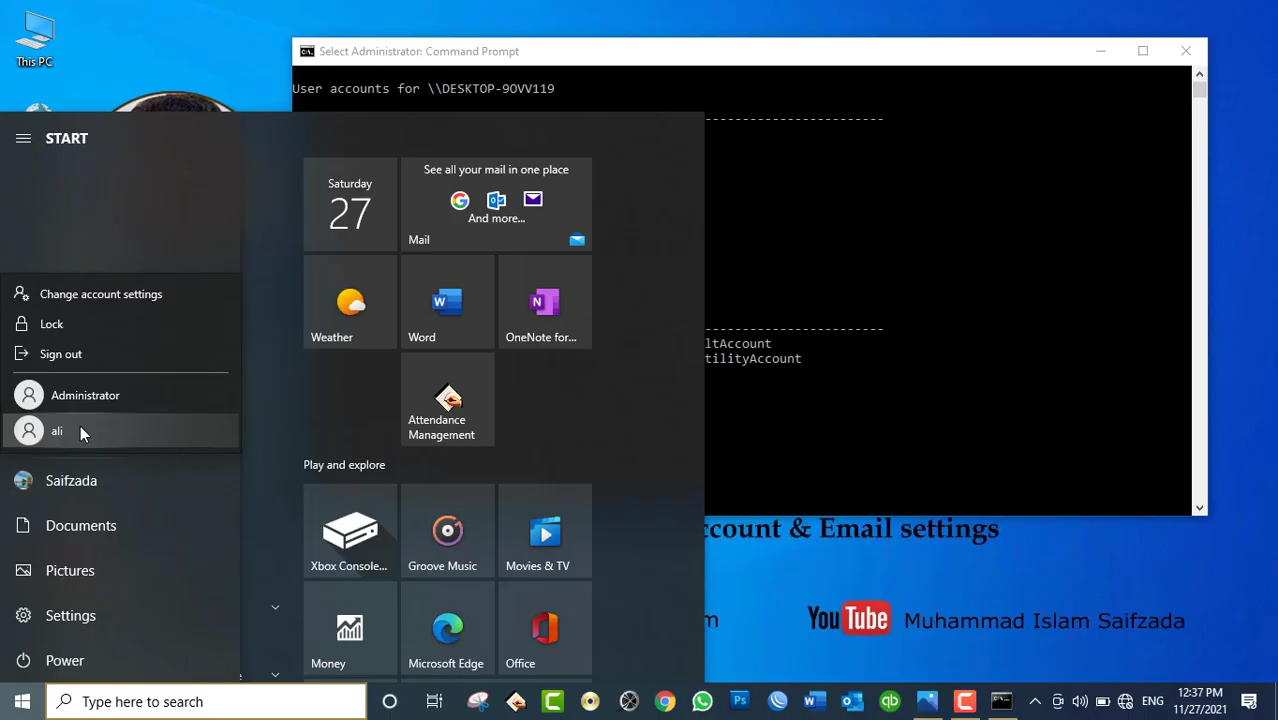 This PC
Select Administrator: Command Prompt
User accounts for \\DESKTOP-9OVV119
-------------------------
-------------------------
ltAccount
tilityAccount
START
Change account settings
Lock
Sign out
Administrator
ali
Saifzada
Documents
Pictures
Settings
Power
Saturday
27
See all your mail in one place
And more...
Mail
Weather
Word
OneNote for...
Attendance
Management
Play and explore
Xbox Console...
Groove Music
Movies & TV
Money
Microsoft Edge
Office
ccount & Email settings
m
YouTube Muhammad Islam Saifzada
Type here to search
Ps
qb
ENG
12:37 PM
11/27/2021